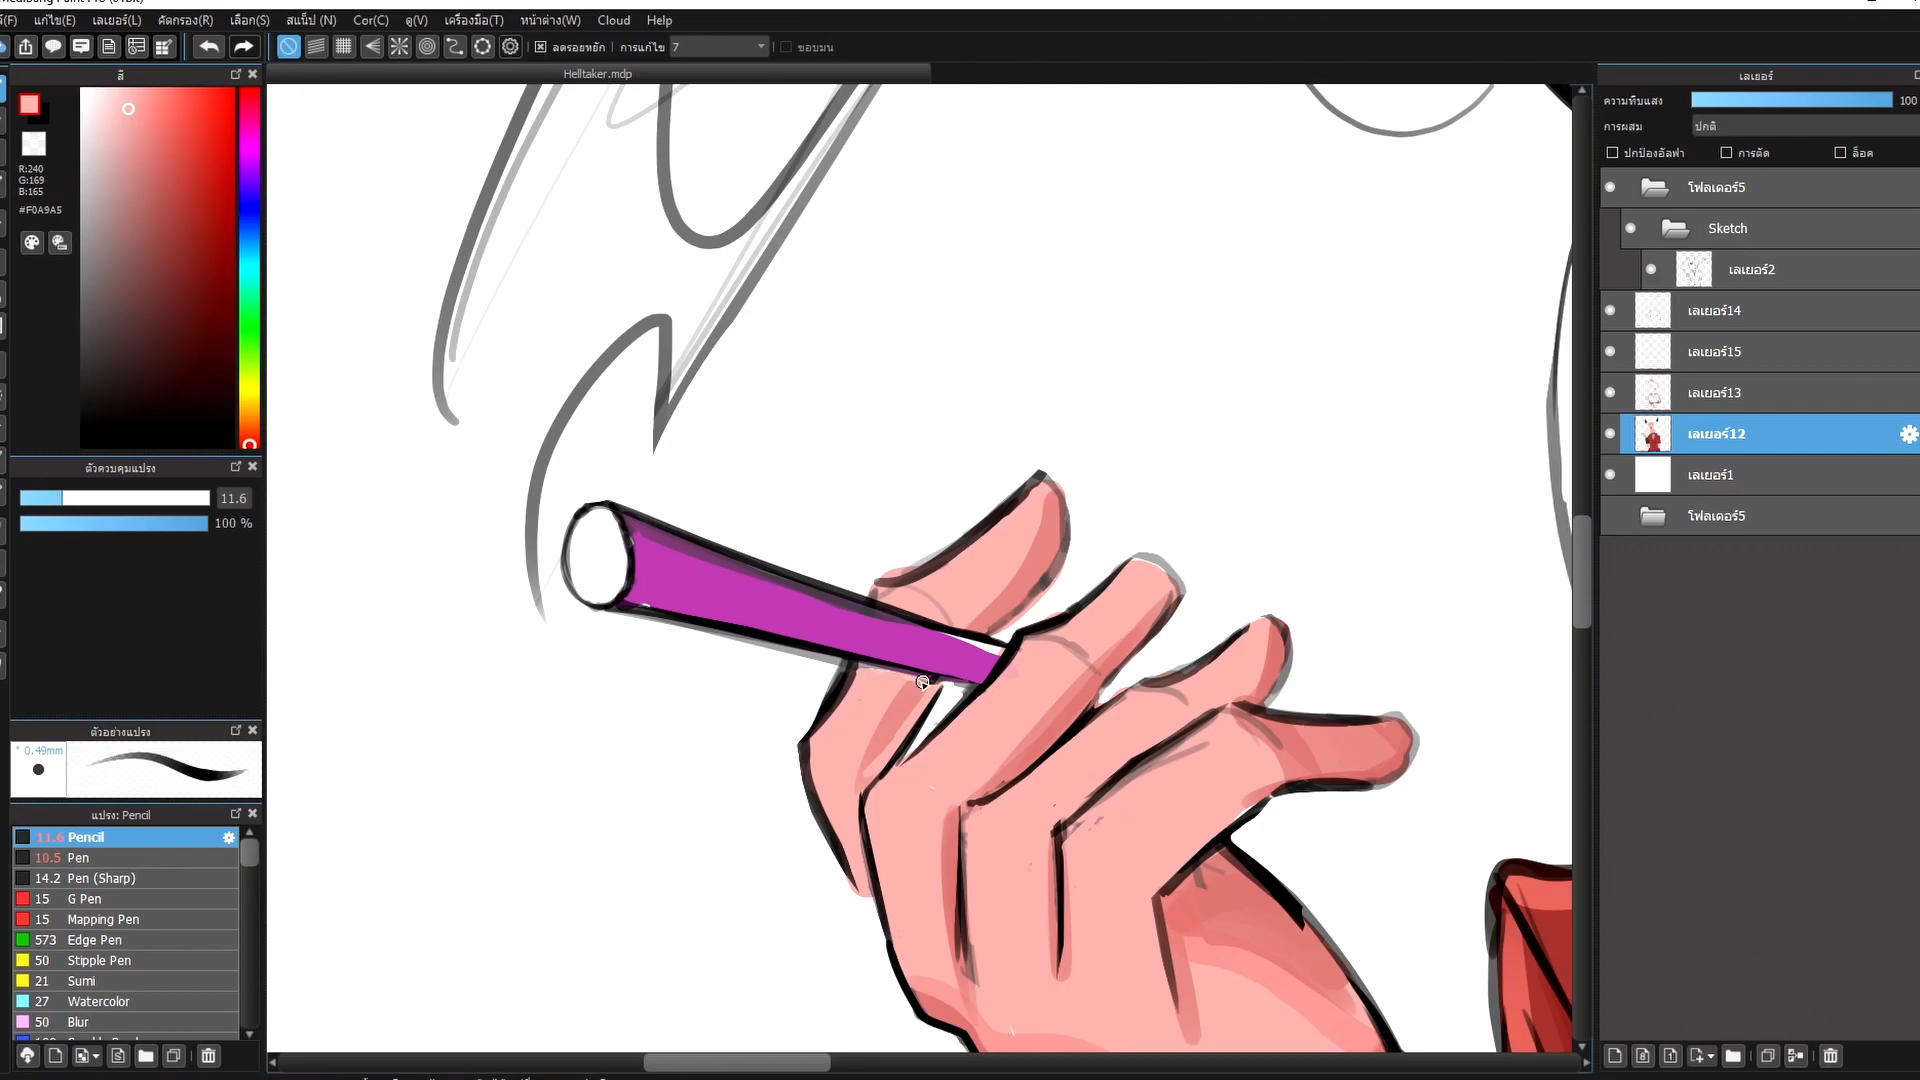 แก้ไข(E) เลเยอร์(L) คัดกรอง(R) เลือก(S) สแน็ป (N) Cor(C) ดู(V) เครื่องมือ(T) หน้าต่าง(W) Cloud Help
ลดรอยหยัก การแก้ไข 7 ขอบมน
สี
Helltaker.mdp
เลเยอร์
ความทึบแสง 100
การผสม ปกติ
ปกป้องอัลฟา การตัด ล็อค
R:240
G:169
B:165
#F0A9A5
โฟลเดอร์5
Sketch
เลเยอร์2
เลเยอร์14
เลเยอร์15
เลเยอร์13
เลเยอร์12
เลเยอร์1
โฟลเดอร์5
ตัวควบคุมแปรง
11.6
100 %
ตัวอย่างแปรง
* 0.49mm
แปรง: Pencil
11.6 Pencil
10.5 Pen
14.2 Pen (Sharp)
15 G Pen
15 Mapping Pen
573 Edge Pen
50 Stipple Pen
21 Sumi
27 Watercolor
50 Blur